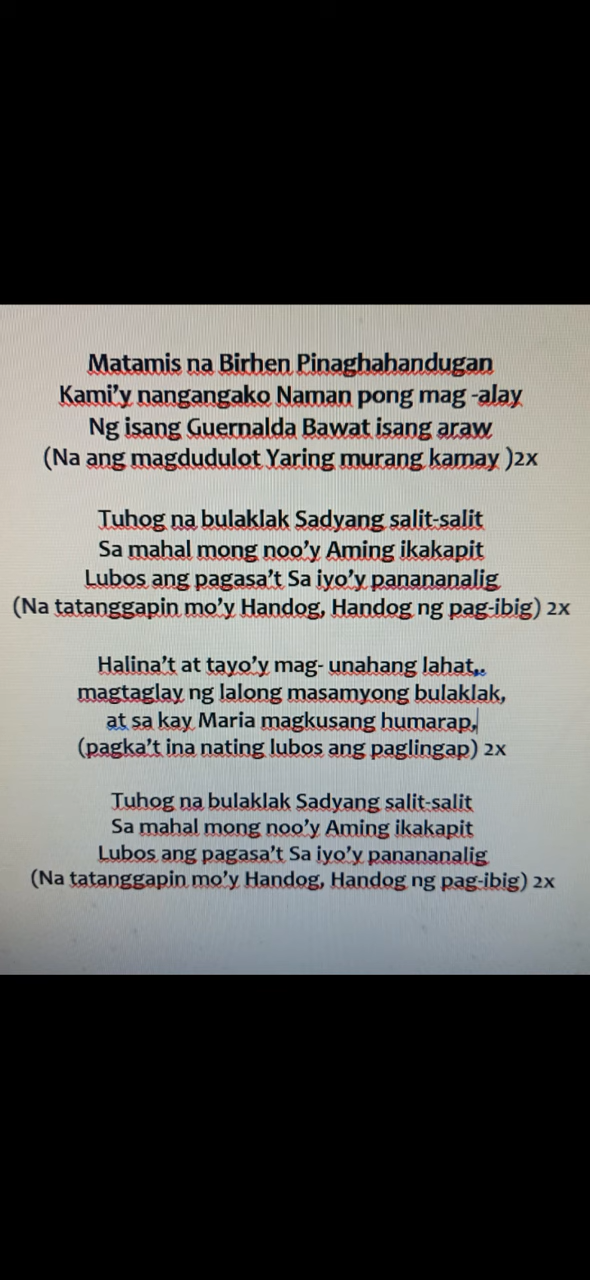 Matamis na Birhen Pinaghahandugan
Kami'y nangangako Naman pong mag -alay
Ng isang Guernalda Bawat isang araw
(Na ang magdudulot Yaring murang kamay )2x
Tuhog na bulaklak Sadyang salit-salit
Sa mahal mong noo'y Aming ikakapit
Lubos ang pagasa't Sa iyo'y panananalig
(Na tatanggapin mo'y Handog, Handog ng pag-ibig) 2x
Halina't at tayo'y mag- unahang lahat,.
magtaglay ng lalong masamyong bulaklak,
at sa kay Maria magkusang humarap,
(pagka't ina nating lubos ang paglingap) 2x
Tuhog na bulaklak Sadyang salit-salit
Sa mahal mong noo'y Aming ikakapit
Lubos ang pagasa't Sa iyo'y panananalig
(Na tatanggapin mo'y Handog, Handog ng pag-ibig) 2x